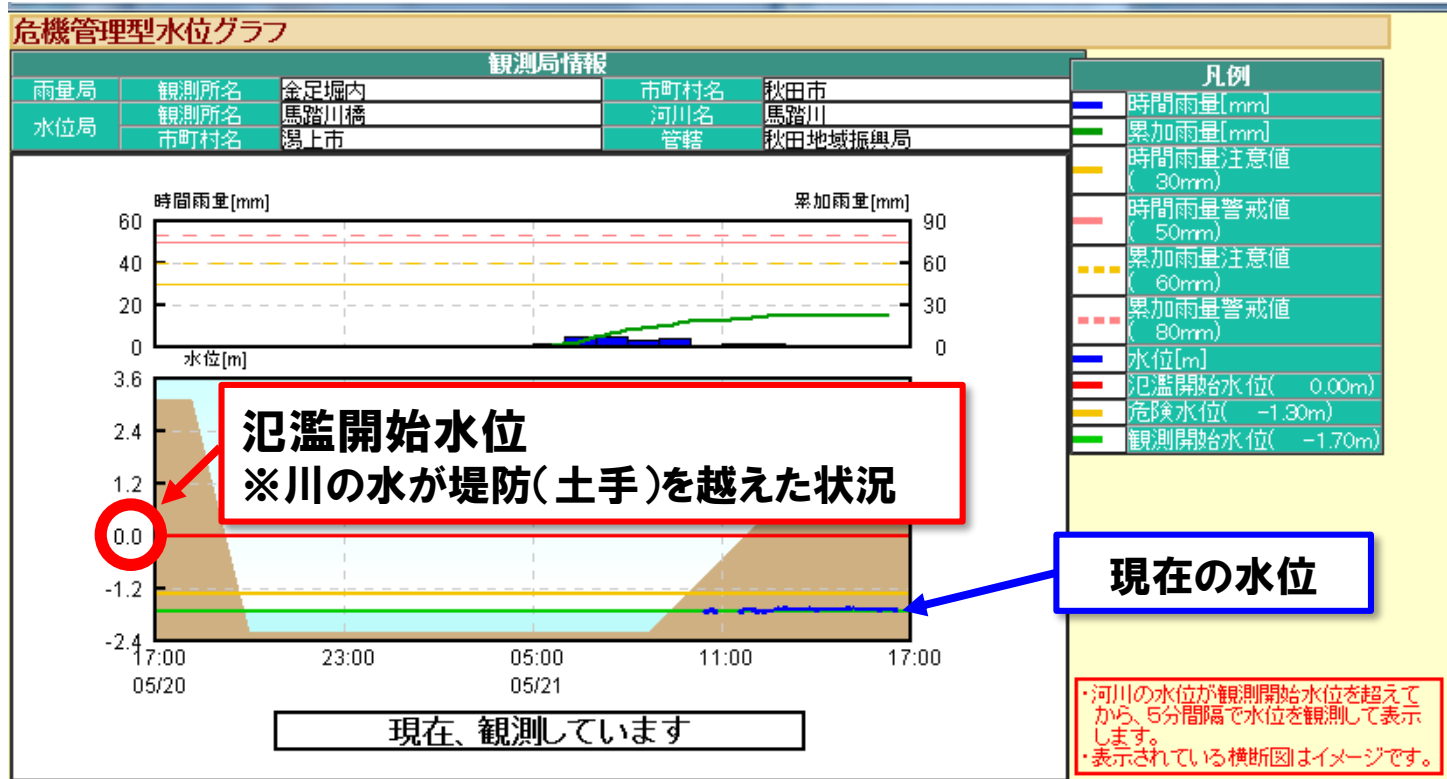 危機管理型水位グラフ
観測局情報
雨量局 観測所名 金足堀内 市町村名 秋田市
水位局 観測所名 馬踏川橋 河川名 馬踏川
市町村名 潟上市 管轄 秋田地域振興局
凡例
時間雨量[mm]
累加雨量[mm]
時間雨量注意値
( 30mm)
時間雨量警戒値
( 50mm)
累加雨量注意値
( 60mm)
累加雨量警戒値
( 80mm)
水位[m]
氾濫開始水位( 0.00m)
危険水位( -1.30m)
観測開始水位( -1.70m)
時間雨量[mm] 累加雨量[mm]
60 90
40 60
20 30
0 0
水位[m]
3.6
2.4
1.2
0.0
-1.2
-2.4
氾濫開始水位
※川の水が堤防(土手)を越えた状況
現在の水位
17:00 23:00 05:00 11:00 17:00
05/20 05/21
現在、観測しています
・河川の水位が観測開始水位を超えて
から、5分間隔で水位を観測して表示
します。
・表示されている横断図はイメージです。